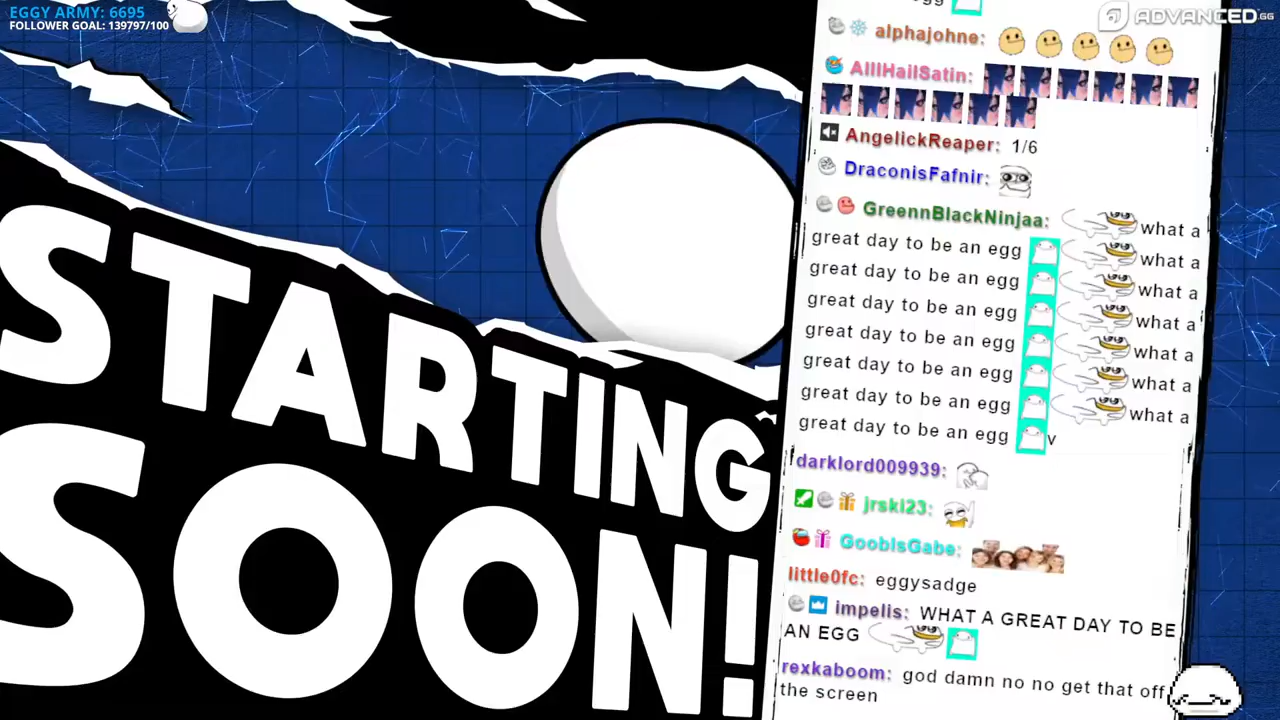 EGGY ARMY: 6695
FOLLOWER GOAL: 139797/100
ADVANCED.GG
STARTING
SOON!
egg
alphajohne:
AlllHailSatin:
AngelickReaper: 1/6
DraconisFafnir:
GreennBlackNinjaa: what a
great day to be an egg what a
great day to be an egg what a
great day to be an egg what a
great day to be an egg what a
great day to be an egg what a
great day to be an egg what a
great day to be an egg v
darklord009939:
jrski23:
GooblsGabe:
little0fc: eggysadge
impelis: WHAT A GREAT DAY TO BE
AN EGG
rexkaboom: god damn no no get that off
the screen